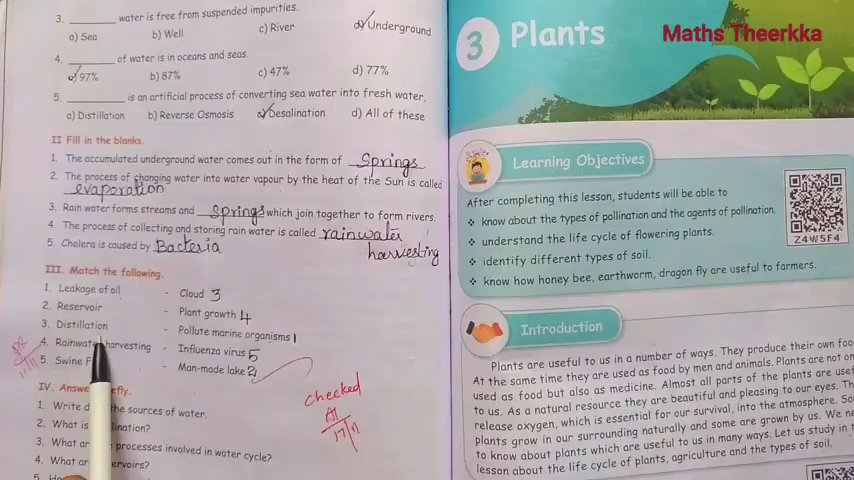 3. ________ water is free from suspended impurities.
a) Sea b) Well c) River d) Underground
4. ________ of water is in oceans and seas.
a) 97% b) 87% c) 47% d) 77%
5. ________ is an artificial process of converting sea water into fresh water.
a) Distillation b) Reverse Osmosis c) Desalination d) All of these
II Fill in the blanks.
1. The accumulated underground water comes out in the form of springs
2. The process of changing water into water vapour by the heat of the Sun is called
evaporation
3. Rain water forms streams and springs which join together to form rivers.
4. The process of collecting and storing rain water is called rainwater
harvesting
5. Cholera is caused by Bacteria
III. Match the following.
1. Leakage of oil - Cloud 3
2. Reservoir - Plant growth 4
3. Distillation - Pollute marine organisms 1
4. Rainwater harvesting - Influenza virus 5
5. Swine F - Man-made lake 2
checked
17/11
IV. Answer briefly.
1. Write the sources of water.
2. What is ination?
3. What are processes involved in water cycle?
4. What are ervoirs?
5. Ho
Maths Theerkka
3 Plants
Learning Objectives
Z4W5F4
After completing this lesson, students will be able to
❖ know about the types of pollination and the agents of pollination.
❖ understand the life cycle of flowering plants.
❖ identify different types of soil.
❖ know how honey bee, earthworm, dragon fly are useful to farmers.
Introduction
Plants are useful to us in a number of ways. They produce their own foo
At the same time they are used as food by men and animals. Plants are not on
used as food but also as medicine. Almost all parts of the plants are usef
to us. As a natural resource they are beautiful and pleasing to our eyes. Th
release oxygen, which is essential for our survival, into the atmosphere. So
plants grow in our surrounding naturally and some are grown by us. We ne
to know about plants which are useful to us in many ways. Let us study in t
lesson about the life cycle of plants, agriculture and the types of soil.